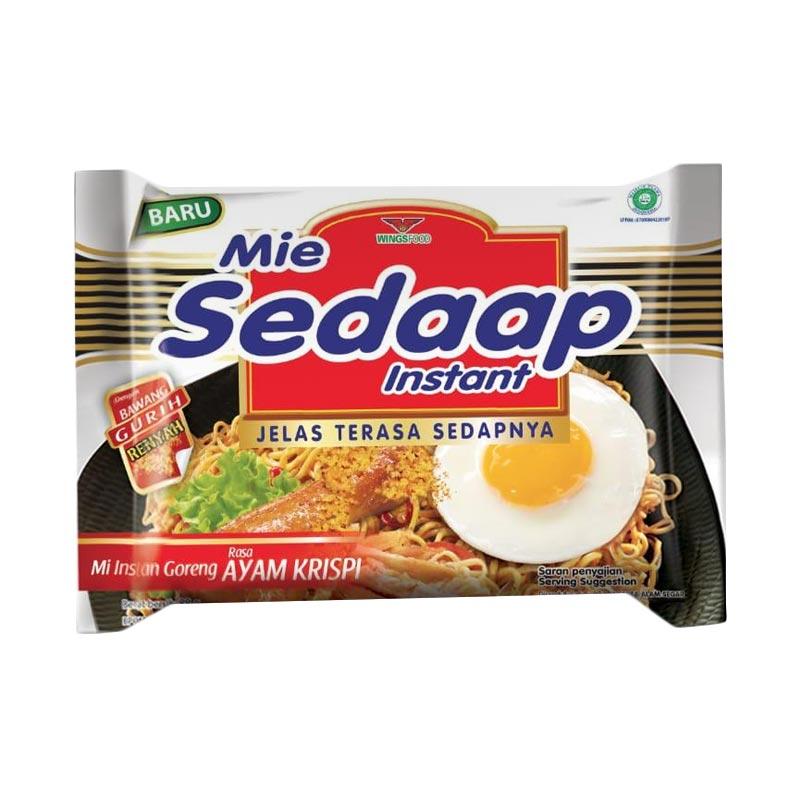 BARU
WINGSFOOD
Mie
Sedaap
Instant
JELAS TERASA SEDAPNYA
BAWANG
GURIH
RENYAH
Rasa
Mi Instan Goreng AYAM KRISPI
Saran penyajian
Serving Suggestion